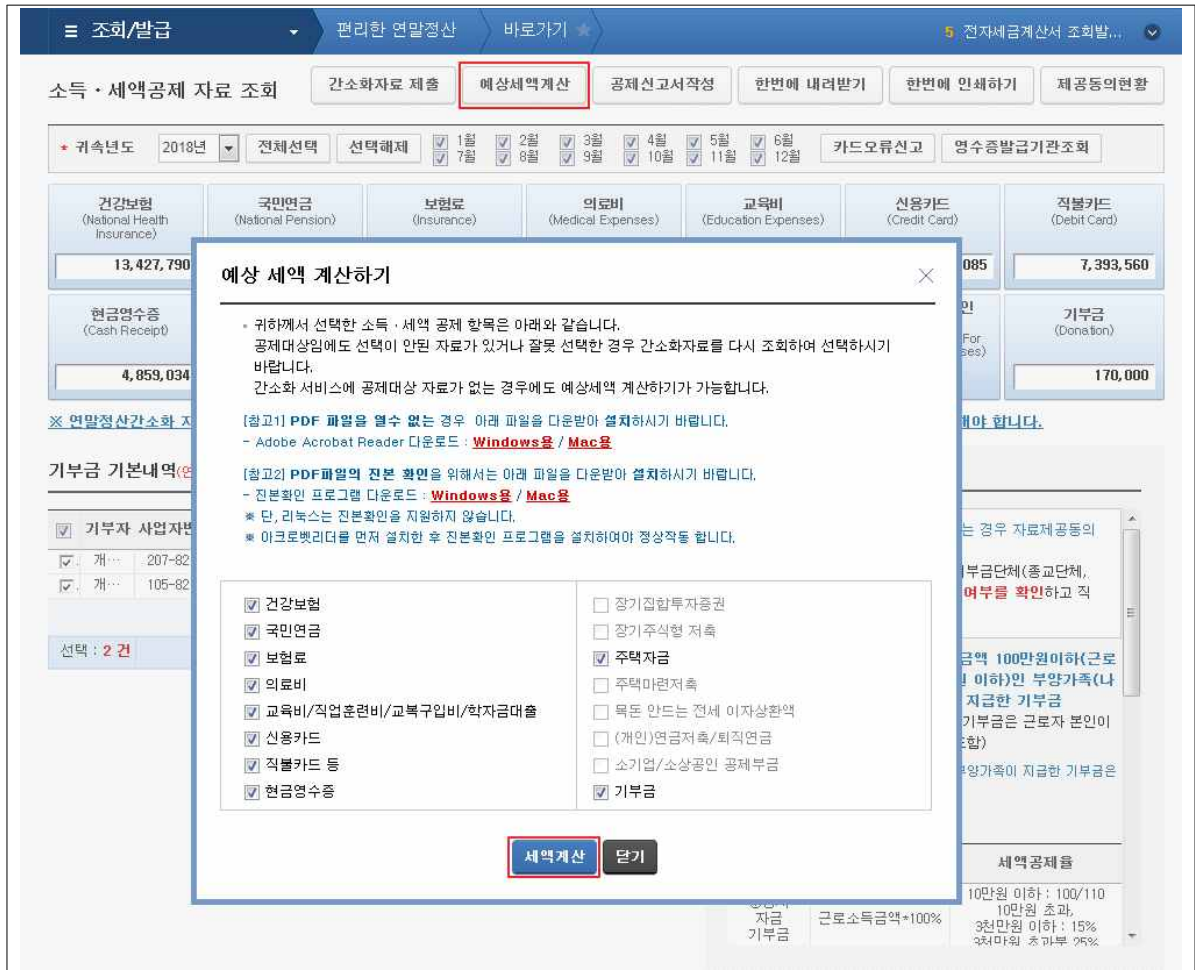 ≡ 조회/발급
편리한 연말정산
바로가기
5 전자세금계산서 조회발...
소득・세액공제 자료 조회
간소화자료 제출
예상세액계산
공제신고서작성
한번에 내려받기
한번에 인쇄하기
제공동의현황
* 귀속년도 2018년 전체선택 선택해제
1월 2월 3월 4월 5월 6월
7월 8월 9월 10월 11월 12월
카드오류신고 영수증발급기관조회
건강보험 국민연금 보험료 의료비 교육비 신용카드 직불카드
(National Health Insurance) (National Pension) (Insurance) (Medical Expenses) (Education Expenses) (Credit Card) (Debit Card)
13,427,790
085
7,393,560
현금영수증
(Cash Receipt)
4,859,034
인
For
ses)
기부금
(Donation)
170,000
※ 연말정산간소화 지
해야 합니다.
기부금 기본내역(연
기부자 사업자번
개… 207-82
개… 105-82
선택 : 2 건
예상 세액 계산하기
귀하께서 선택한 소득・세액 공제 항목은 아래와 같습니다.
공제대상임에도 선택이 안된 자료가 있거나 잘못 선택한 경우 간소화자료를 다시 조회하여 선택하시기
바랍니다.
간소화 서비스에 공제대상 자료가 없는 경우에도 예상세액 계산하기가 가능합니다.
[참고1] PDF 파일을 열수 없는 경우 아래 파일을 다운받아 설치하시기 바랍니다.
- Adobe Acrobat Reader 다운로드 : Windows용 / Mac용
[참고2] PDF파일의 진본 확인을 위해서는 아래 파일을 다운받아 설치하시기 바랍니다.
- 진본확인 프로그램 다운로드 : Windows용 / Mac용
※ 단, 리눅스는 진본확인을 지원하지 않습니다.
※ 아크로벳리더를 먼저 설치한 후 진본확인 프로그램을 설치하여야 정상작동 합니다.
건강보험
국민연금
보험료
의료비
교육비/직업훈련비/교복구입비/학자금대출
신용카드
직불카드 등
현금영수증
장기집합투자증권
장기주식형 저축
주택자금
주택마련저축
목돈 안드는 전세 이자상환액
(개인)연금저축/퇴직연금
소기업/소상공인 공제부금
기부금
세액계산
닫기
는 경우 자료제공동의
기부금단체(종교단체,
여부를 확인하고 직
금액 100만원이하(근로
원 이하)인 부양가족(나
지급한 기부금
기부금은 근로자 본인이
포함)
부양가족이 지급한 기부금은
세액공제율
자금
기부금
근로소득금액*100%
10만원 이하 : 100/110
10만원 초과,
3천만원 이하 : 15%
3천만원 초과분 25%